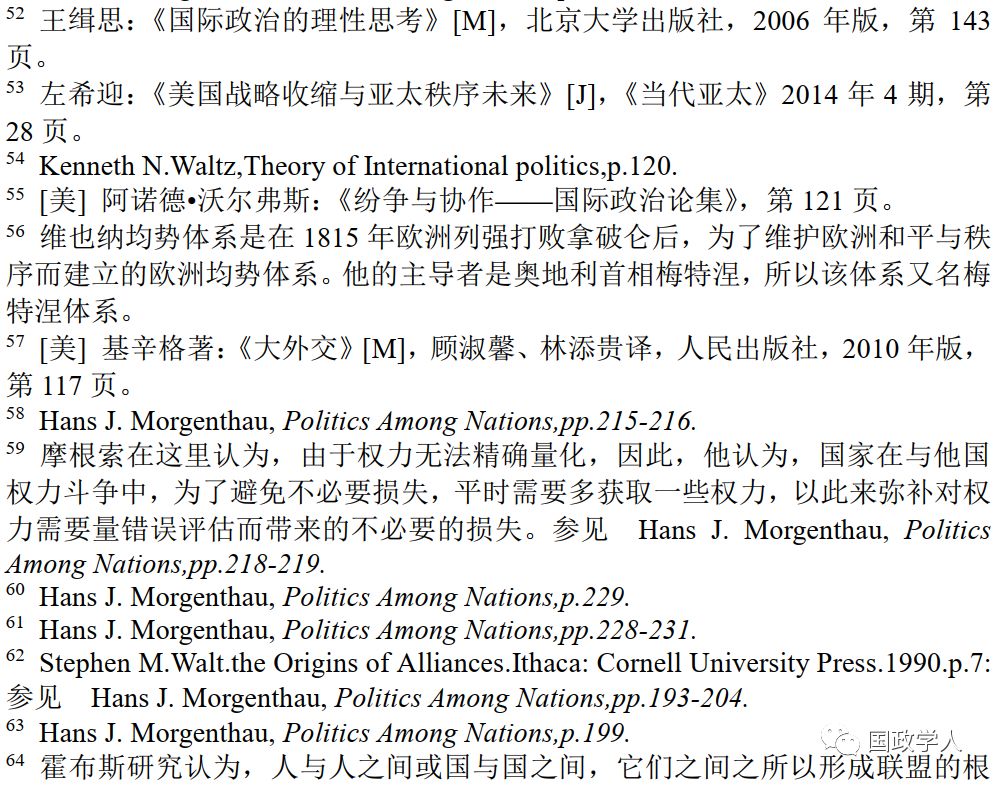 52 王缉思：《国际政治的理性思考》[M]，北京大学出版社，2006 年版，第 143
页。
53 左希迎：《美国战略收缩与亚太秩序未来》[J]，《当代亚太》2014 年 4 期，第
28 页。
54 Kenneth N.Waltz,Theory of International politics,p.120.
55 [美] 阿诺德•沃尔弗斯：《纷争与协作——国际政治论集》，第 121 页。
56 维也纳均势体系是在 1815 年欧洲列强打败拿破仑后，为了维护欧洲和平与秩
序而建立的欧洲均势体系。他的主导者是奥地利首相梅特涅，所以该体系又名梅
特涅体系。
57 [美] 基辛格著：《大外交》[M]，顾淑馨、林添贵译，人民出版社，2010 年版，
第 117 页。
58 Hans J. Morgenthau, Politics Among Nations,pp.215-216.
59 摩根索在这里认为，由于权力无法精确量化，因此，他认为，国家在与他国
权力斗争中，为了避免不必要损失，平时需要多获取一些权力，以此来弥补对权
力需要量错误评估而带来的不必要的损失。参见 Hans J. Morgenthau, Politics
Among Nations,pp.218-219.
60 Hans J. Morgenthau, Politics Among Nations,p.229.
61 Hans J. Morgenthau, Politics Among Nations,pp.228-231.
62 Stephen M.Walt.the Origins of Alliances.Ithaca: Cornell University Press.1990.p.7:
参见 Hans J. Morgenthau, Politics Among Nations,pp.193-204.
63 Hans J. Morgenthau, Politics Among Nations,p.199.
国政学人
64 霍布斯研究认为，人与人之间或国与国之间，它们之间之所以形成联盟的根